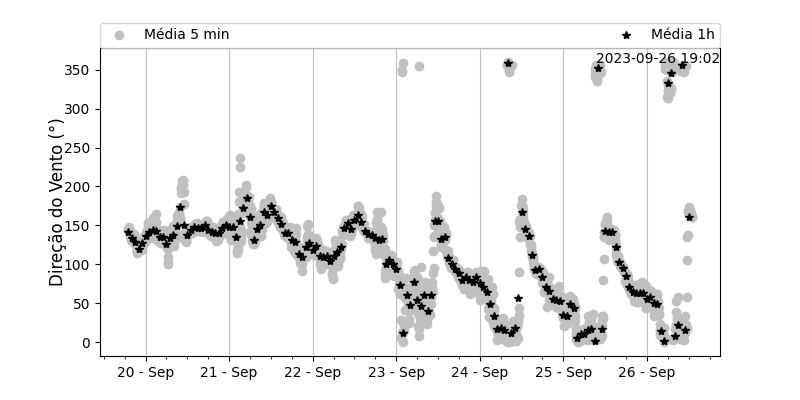 Média 5 min
Média 1h
2023-09-26 19:02
Direção do Vento (°)
350
300
250
200
150
100
50
0
20 - Sep
21 - Sep
22 - Sep
23 - Sep
24 - Sep
25 - Sep
26 - Sep